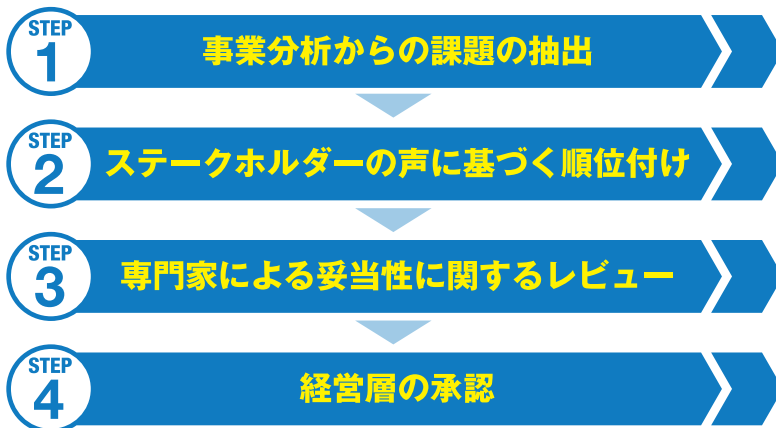 STEP
1
事業分析からの課題の抽出
STEP
2
ステークホルダーの声に基づく順位付け
STEP
3
専門家による妥当性に関するレビュー
STEP
4
経営層の承認